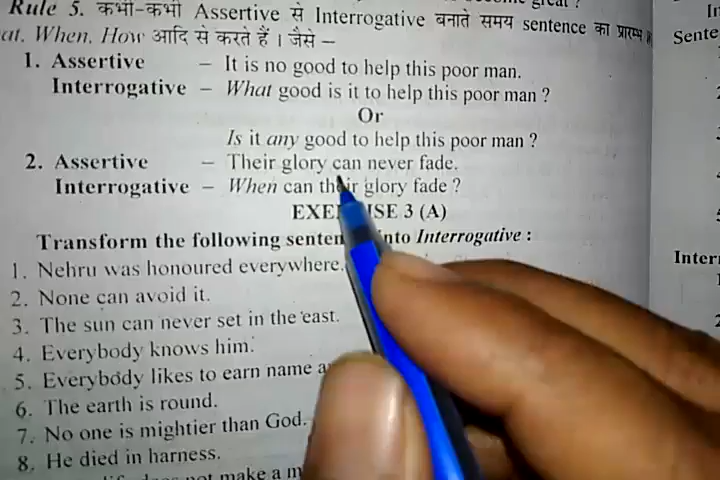 great ?
Rule 5. कभी-कभी Assertive से Interrogative बनाते समय sentence का प्रारम्भ
at, When, How आदि से करते हैं । जैसे –
1. Assertive – It is no good to help this poor man.
Interrogative – What good is it to help this poor man ?
Or
Is it any good to help this poor man ?
2. Assertive – Their glory can never fade.
Interrogative – When can their glory fade ?
EXE ISE 3 (A)
Transform the following senten into Interrogative :
1. Nehru was honoured everywhere.
2. None can avoid it.
3. The sun can never set in the east.
4. Everybody knows him.
5. Everybody likes to earn name a
6. The earth is round.
7. No one is mightier than God.
8. He died in harness.
not make a m
In
Sente
Inter